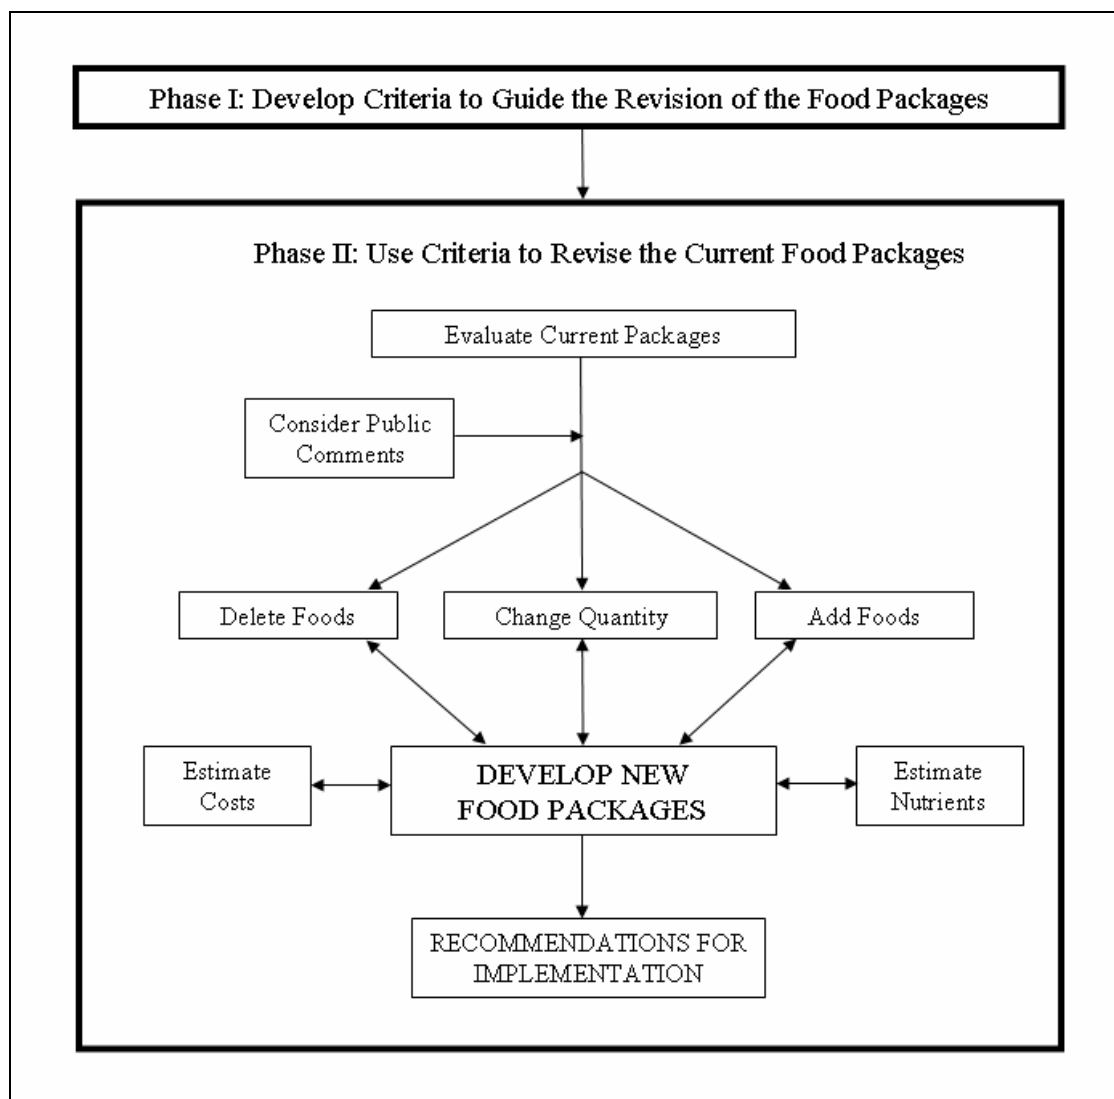 Phase I: Develop Criteria to Guide the Revision of the Food Packages
Phase II: Use Criteria to Revise the Current Food Packages
Evaluate Current Packages
Consider Public
Comments
Delete Foods
Change Quantity
Add Foods
Estimate
Costs
DEVELOP NEW
FOOD PACKAGES
Estimate
Nutrients
RECOMMENDATIONS FOR
IMPLEMENTATION